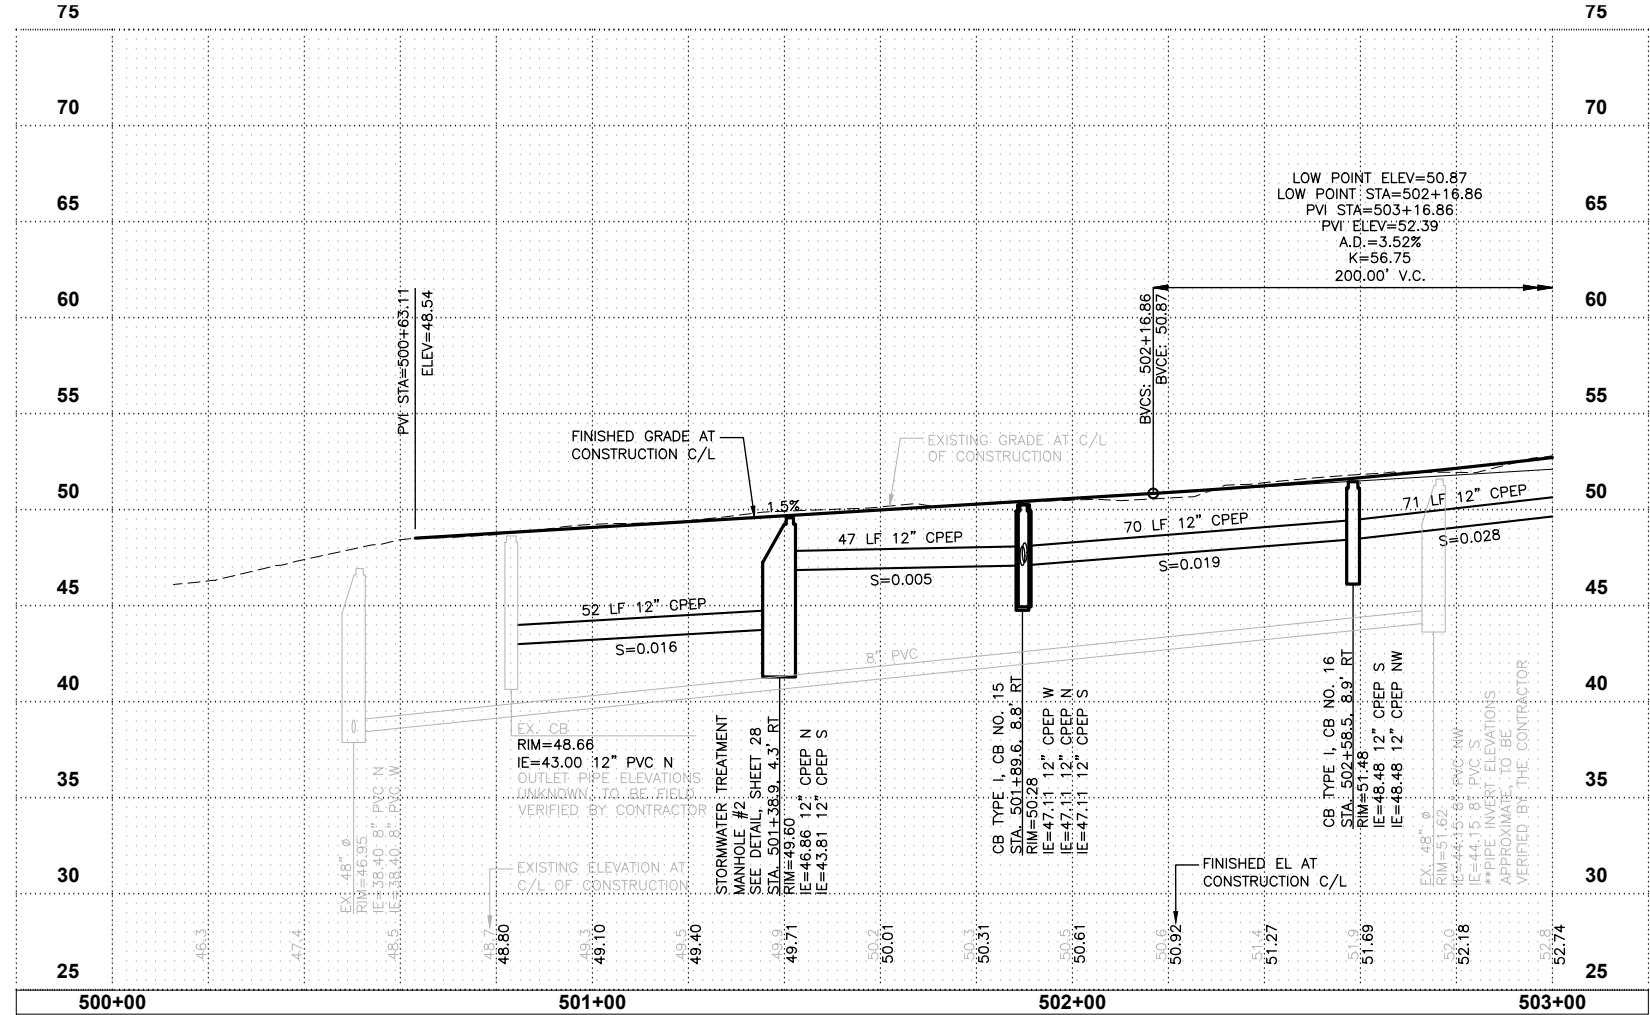 75
75
70
70
65
65
60
60
55
55
50
50
45
45
40
40
35
35
30
30
25
25
LOW POINT ELEV=50.87
LOW POINT STA=502+16.86
PVI STA=503+16.86
PVI ELEV=52.39
A.D.=3.52%
K=56.75
200.00' V.C.
PVI STA=500+63.11
ELEV=48.54
BVCS: 502+16.86
BVCE: 50.87
FINISHED GRADE AT
CONSTRUCTION C/L
EXISTING GRADE AT C/L
OF CONSTRUCTION
1.5%
47 LF 12" CPEP
S=0.005
70 LF 12" CPEP
S=0.019
71 LF 12" CPEP
S=0.028
52 LF 12" CPEP
S=0.016
8" PVC
EX. 48" ø
RIM=46.95
IE=38.40 8" PVC N
IE=38.40 8" PVC W
EX. CB
RIM=48.66
IE=43.00 12" PVC N
OUTLET PIPE ELEVATIONS
UNKNOWN, TO BE FIELD
VERIFIED BY CONTRACTOR
EXISTING ELEVATION AT
C/L OF CONSTRUCTION
STORMWATER TREATMENT
MANHOLE #2
SEE DETAIL, SHEET 28
STA. 501+38.9, 4.3' RT
RIM=49.60
IE=46.86 12" CPEP N
IE=43.81 12" CPEP S
CB TYPE I, CB NO. 15
STA. 501+89.6, 8.8' RT
RIM=50.28
IE=47.11 12" CPEP W
IE=47.11 12" CPEP N
IE=47.11 12" CPEP S
CB TYPE I, CB NO. 16
STA. 502+58.5, 8.9' RT
RIM=51.48
IE=48.48 12" CPEP S
IE=48.48 12" CPEP NW
EX. 48" ø
RIM=51.62
IE=44.15 8" PVC NW
IE=44.15 8" PVC S
**PIPE INVERT ELEVATIONS
APPROXIMATE, TO BE
VERIFIED BY THE CONTRACTOR
FINISHED EL AT
CONSTRUCTION C/L
46.3
47.4
48.5
48.7
48.80
49.3
49.10
49.5
49.40
49.9
49.71
50.2
50.01
50.3
50.31
50.5
50.61
50.6
50.92
51.4
51.27
51.9
51.69
52.0
52.18
52.8
52.74
500+00
501+00
502+00
503+00